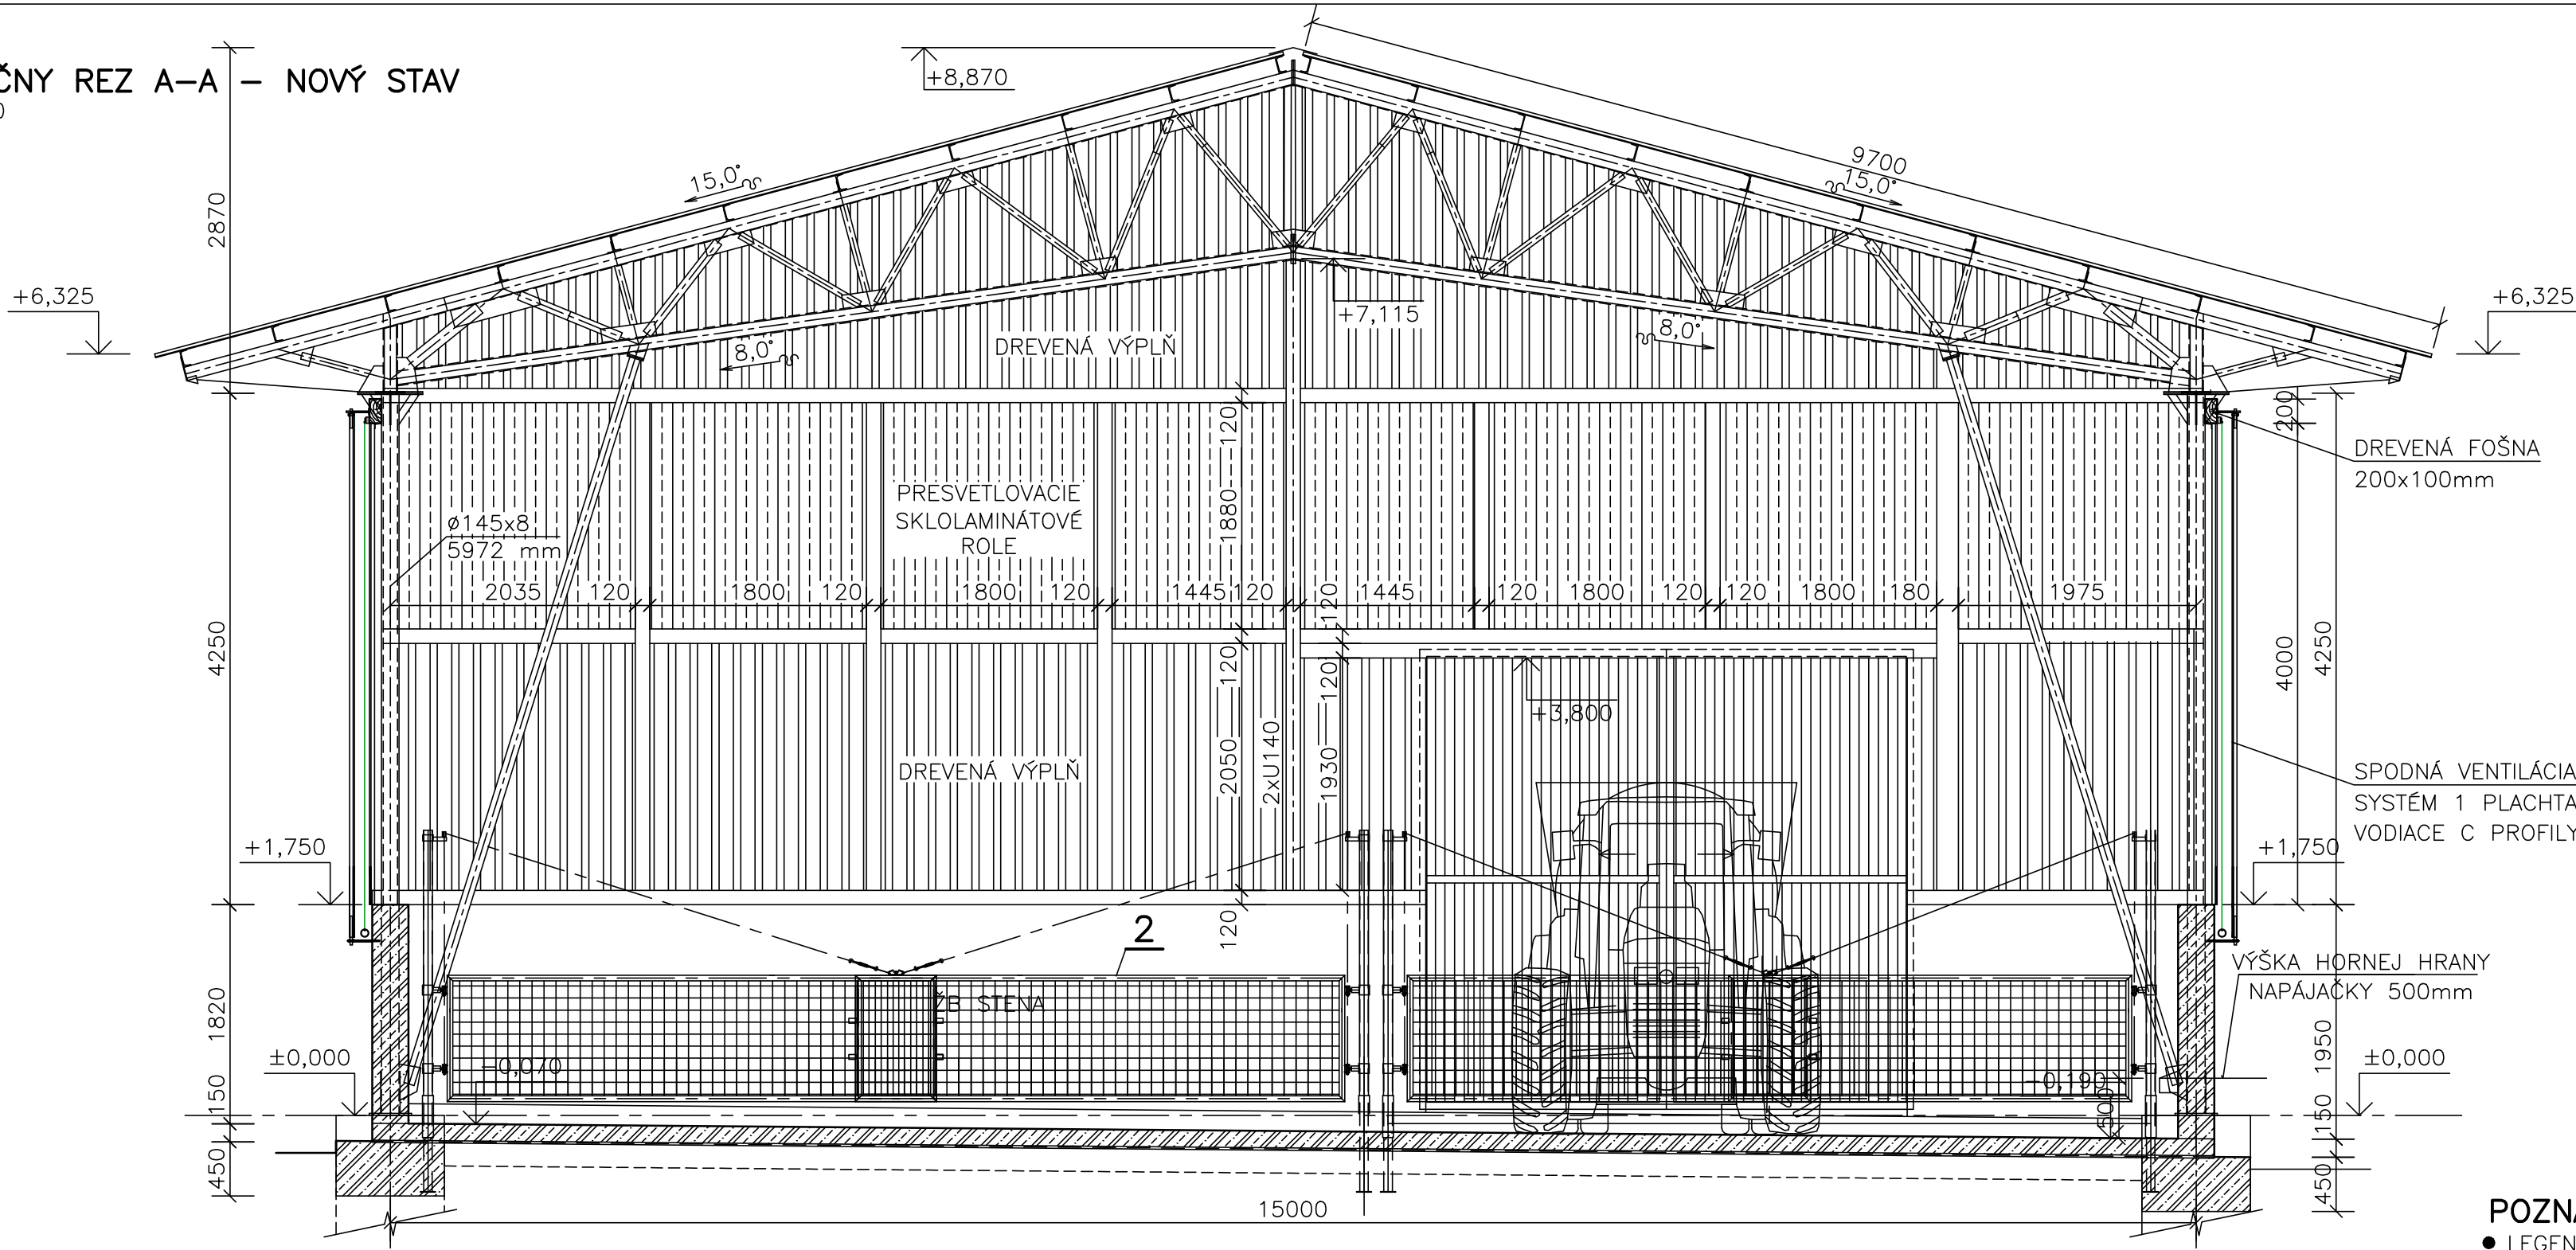 ČNY REZ A-A - NOVÝ STAV
0
+8,870
9700
15,0°
15,0°
2870
+6,325
+6,325
+7,115
8,0°
8,0°
DREVENÁ VÝPLŇ
120
200
DREVENÁ FOŠNA
200x100mm
PRESVETLOVACIE
SKLOLAMINÁTOVÉ
ROLE
1880
ø145x8
5972 mm
2035 120 1800 120 1800 120 1445 120 1445 120 1800 120 120 1800 180 1975
120
4250
4000
4250
120
120
+3,800
DREVENÁ VÝPLŇ
2050
2xU140
1930
SPODNÁ VENTILÁCIA
SYSTÉM 1 PLACHTA
VODIACE C PROFILY
+1,750
+1,750
120
2
VÝŠKA HORNEJ HRANY
NAPÁJAČKY 500mm
ŽB STENA
1820
1950
±0,000
-0,070
-0,190
±0,000
150
500
150
450
450
15000
POZNÁ
● LEGEN